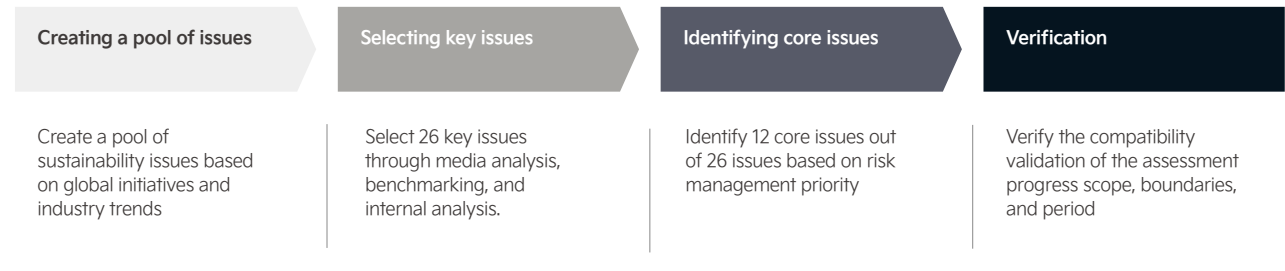 Creating a pool of issues
Create a pool of
sustainability issues based
on global initiatives and
industry trends
Selecting key issues
Select 26 key issues
through media analysis,
benchmarking, and
internal analysis.
Identifying core issues
Identify 12 core issues out
of 26 issues based on risk
management priority
Verification
Verify the compatibility
validation of the assessment
progress scope, boundaries,
and period